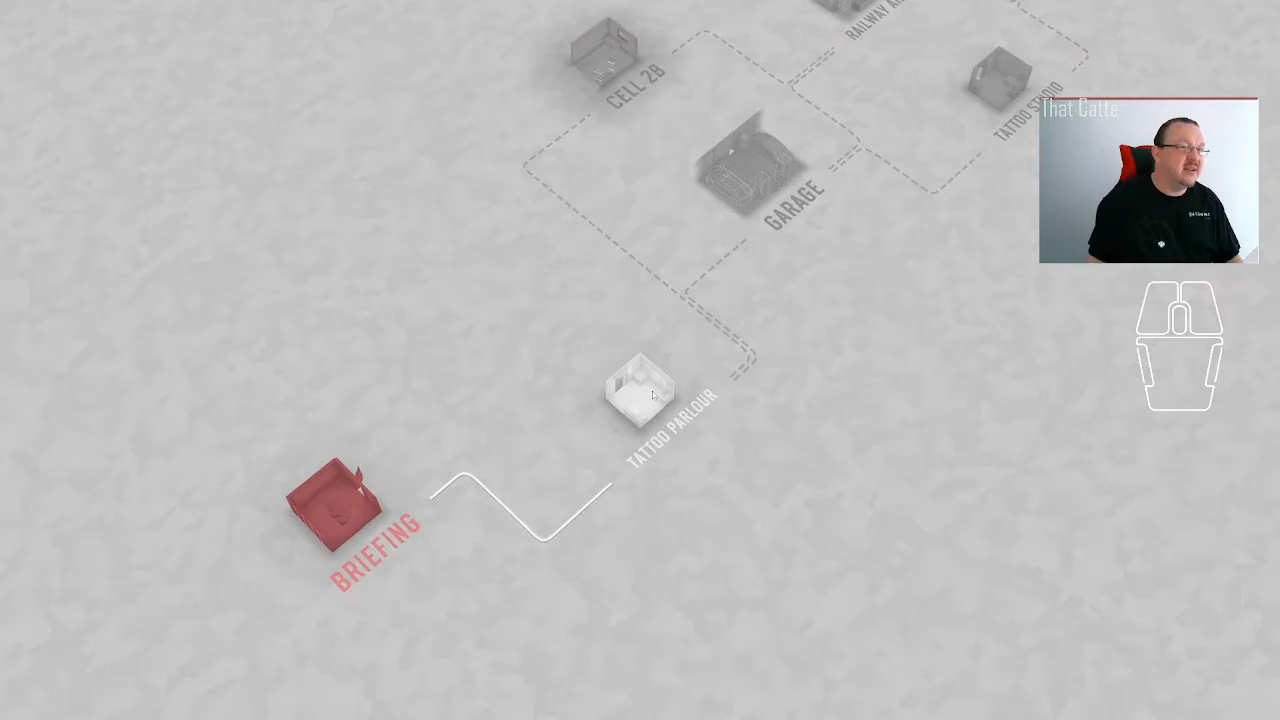 CELL 2B
TATTOO STUDIO
That Catte
GARAGE
TATTOO PARLOUR
BRIEFING